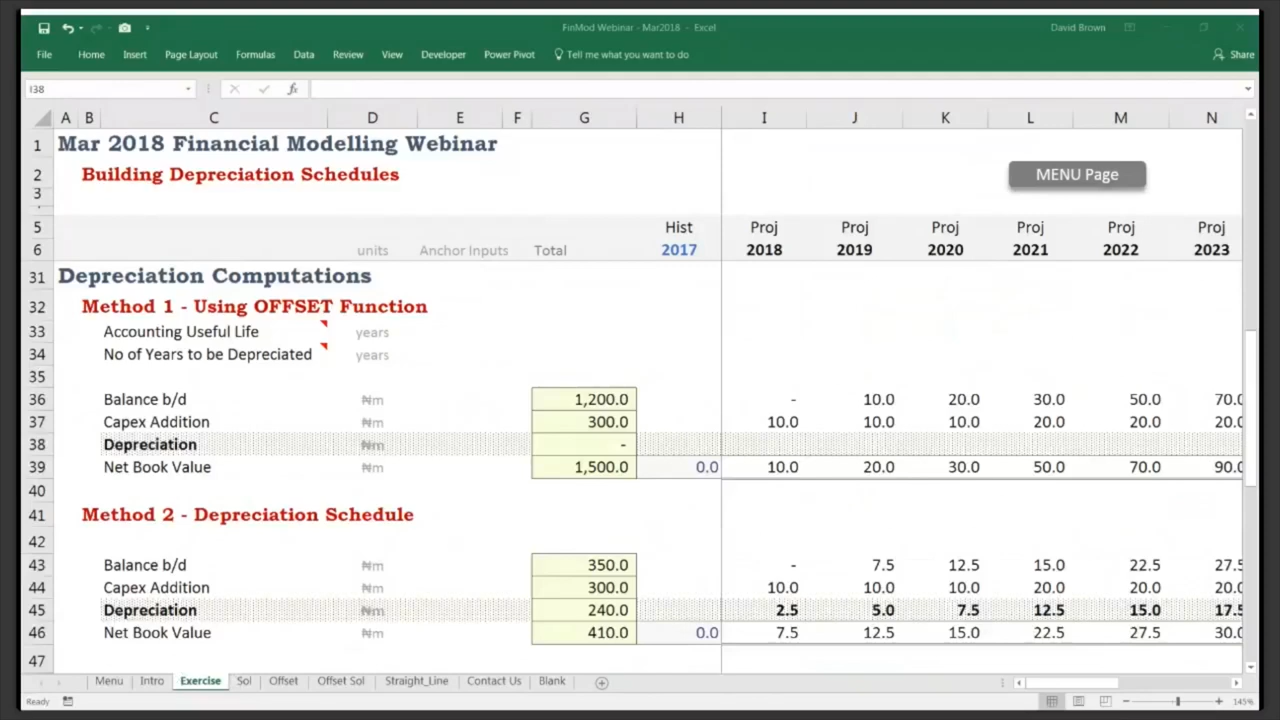 FinMod Webinar - Mar2018 - Excel David Brown
File Home Insert Page Layout Formulas Data Review View Developer Power Pivot Tell me what you want to do Share
I38 fx
A B C D E F G H I J K L M N
1 Mar 2018 Financial Modelling Webinar
2 Building Depreciation Schedules MENU Page
3
5 Hist Proj Proj Proj Proj Proj Proj
6 units Anchor Inputs Total 2017 2018 2019 2020 2021 2022 2023
31 Depreciation Computations
32 Method 1 - Using OFFSET Function
33 Accounting Useful Life years
34 No of Years to be Depreciated years
35
36 Balance b/d ₦m 1,200.0 - 10.0 20.0 30.0 50.0 70.0
37 Capex Addition ₦m 300.0 10.0 10.0 10.0 20.0 20.0 20.0
38 Depreciation ₦m -
39 Net Book Value ₦m 1,500.0 0.0 10.0 20.0 30.0 50.0 70.0 90.0
40
41 Method 2 - Depreciation Schedule
42
43 Balance b/d ₦m 350.0 - 7.5 12.5 15.0 22.5 27.5
44 Capex Addition ₦m 300.0 10.0 10.0 10.0 20.0 20.0 20.0
45 Depreciation ₦m 240.0 2.5 5.0 7.5 12.5 15.0 17.5
46 Net Book Value ₦m 410.0 0.0 7.5 12.5 15.0 22.5 27.5 30.0
47
Menu Intro Exercise Sol Offset Offset Sol Straight_Line Contact Us Blank
Ready 145%